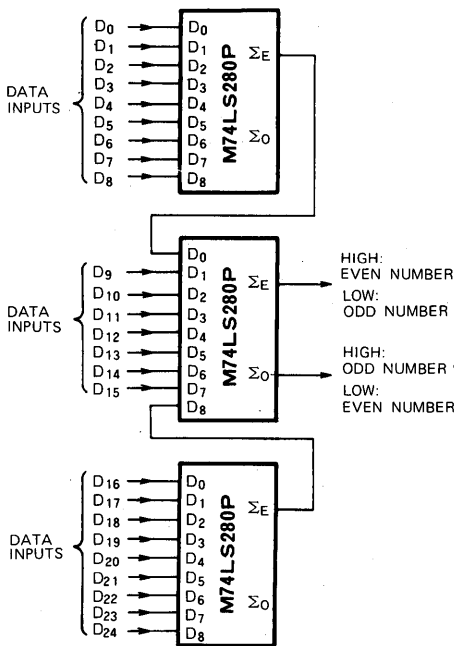 D0 D0
D1 D1 ΣE
D2 D2
DATA INPUTS D3 D3
D4 D4
D5 D5
D6 D6 ΣO
D7 D7
D8 D8
M74LS280P
D0
D9 D1
D10 D2 ΣE
D11 D3
DATA INPUTS D12 D4
D13 D5
D14 D6 ΣO
D15 D7
D8
M74LS280P
HIGH:
EVEN NUMBER
LOW:
ODD NUMBER
HIGH:
ODD NUMBER
LOW:
EVEN NUMBER
D16 D0
D17 D1 ΣE
D18 D2
DATA INPUTS D19 D3
D20 D4
D21 D5
D22 D6 ΣO
D23 D7
D24 D8
M74LS280P